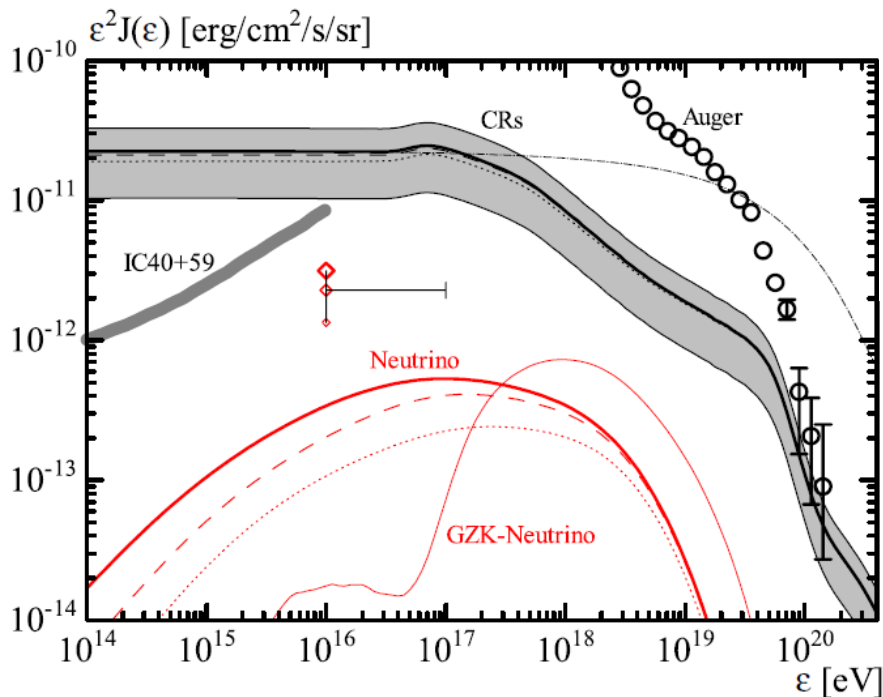 ε²J(ε) [erg/cm²/s/sr]
10⁻¹⁰
CRs
Auger
10⁻¹¹
IC40+59
10⁻¹²
Neutrino
10⁻¹³
GZK-Neutrino
10⁻¹⁴
10¹⁴ 10¹⁵ 10¹⁶ 10¹⁷ 10¹⁸ 10¹⁹ 10²⁰
ε [eV]